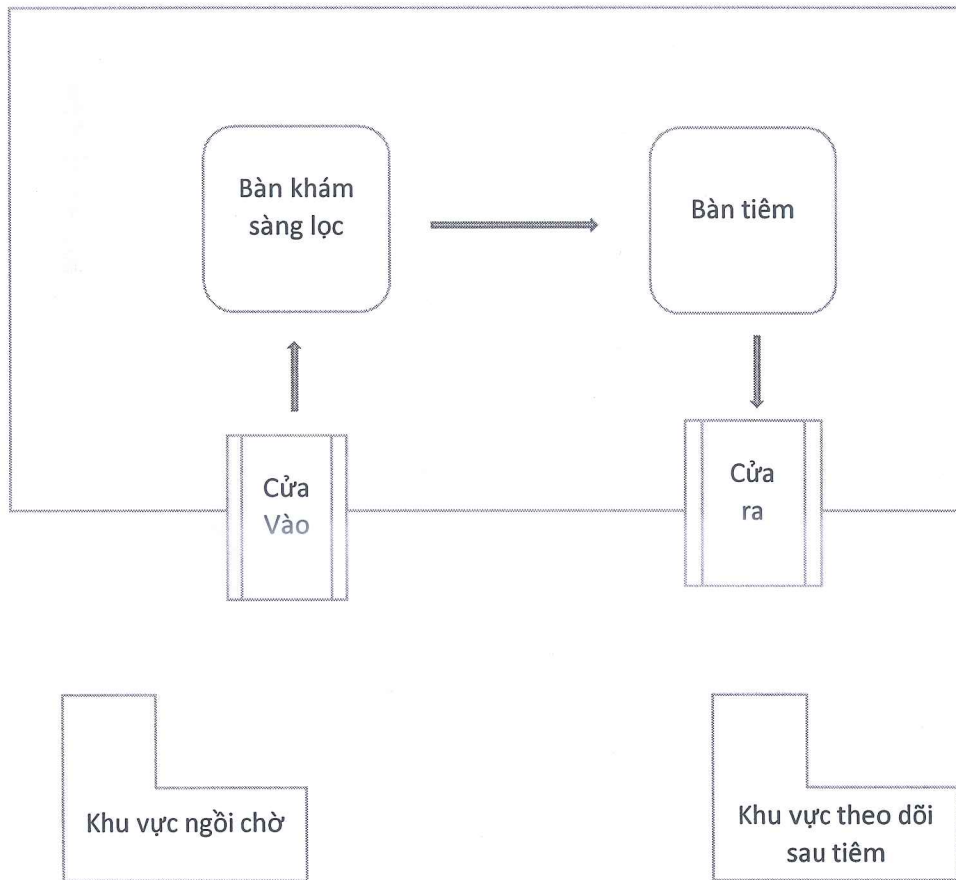 Bàn khám
sàng lọc
Bàn tiêm
Cửa
Vào
Cửa
ra
Khu vực ngồi chờ
Khu vực theo dõi
sau tiêm